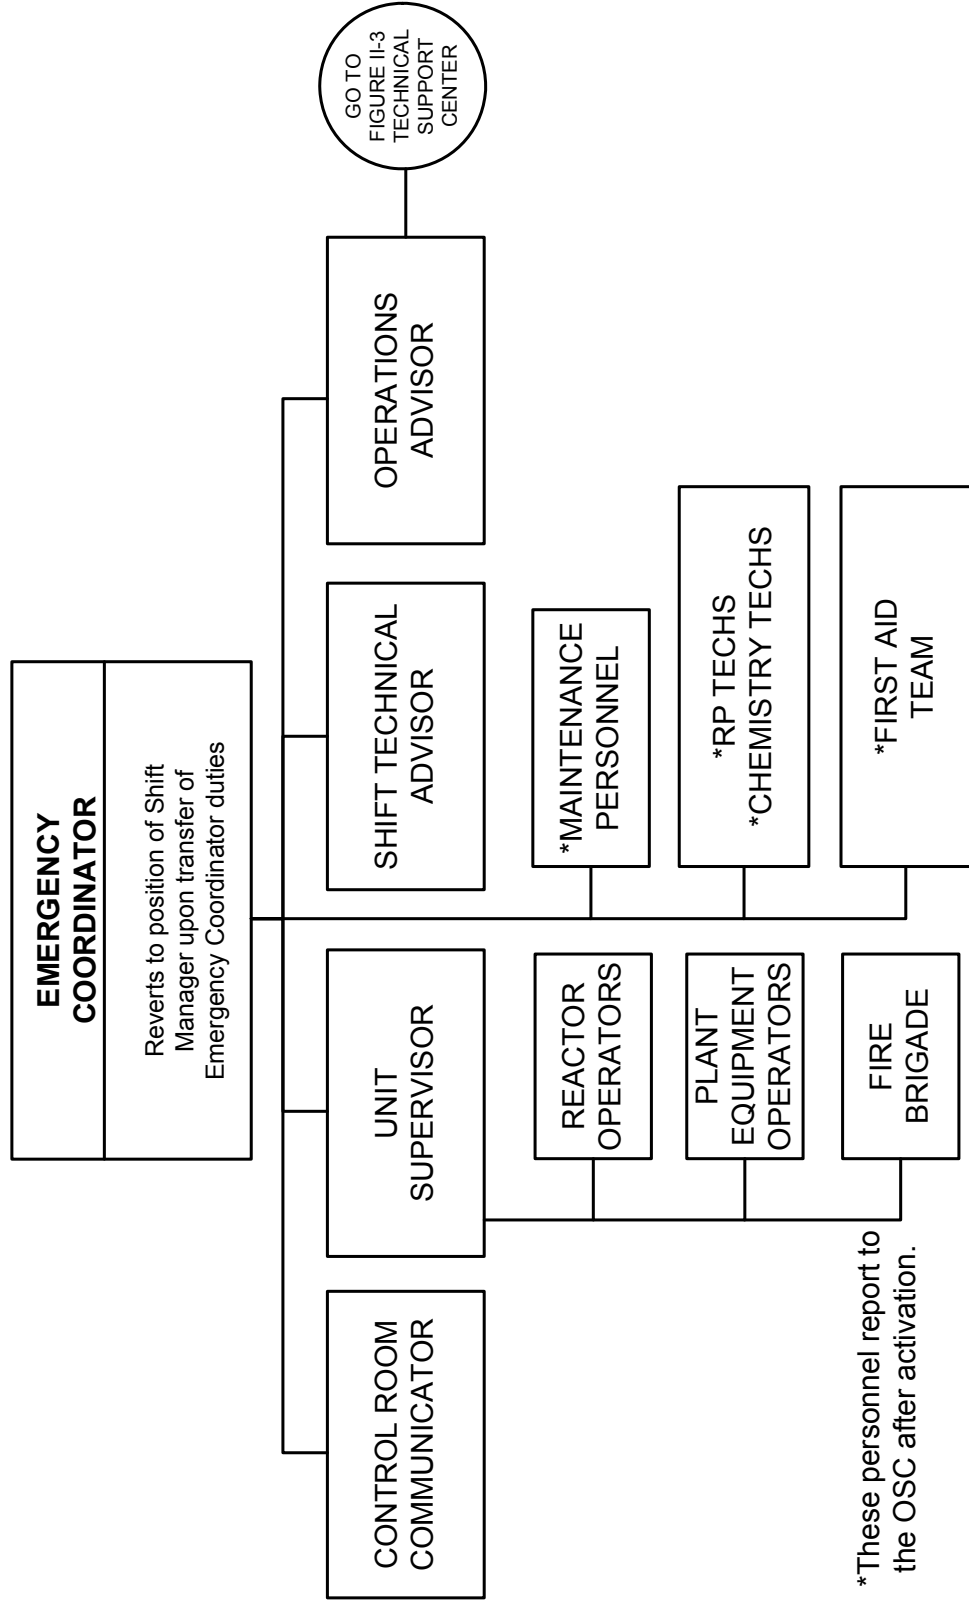 EMERGENCY
COORDINATOR
Reverts to position of Shift
Manager upon transfer of
Emergency Coordinator duties
CONTROL ROOM
COMMUNICATOR
UNIT
SUPERVISOR
SHIFT TECHNICAL
ADVISOR
OPERATIONS
ADVISOR
GO TO
FIGURE II-3
TECHNICAL
SUPPORT
CENTER
REACTOR
OPERATORS
PLANT
EQUIPMENT
OPERATORS
FIRE
BRIGADE
*MAINTENANCE
PERSONNEL
*RP TECHS
*CHEMISTRY TECHS
*FIRST AID
TEAM
*These personnel report to
the OSC after activation.